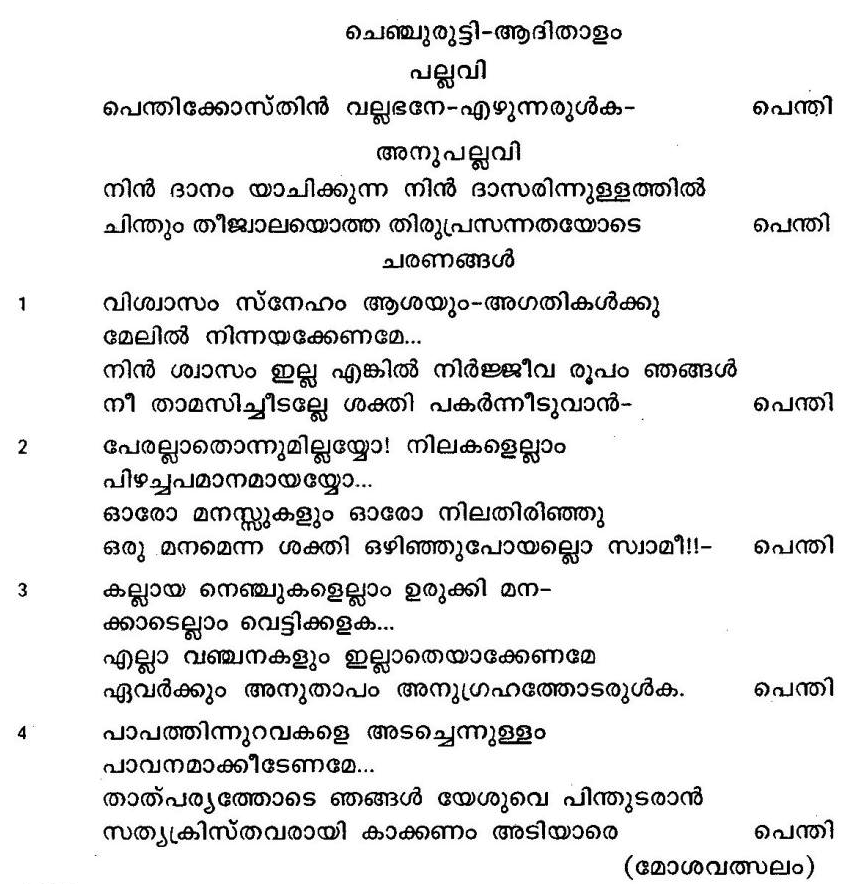 ചെഞ്ചുരുട്ടി-ആദിതാളം
പല്ലവി
പെന്തിക്കോസ്തിൻ വല്ലഭനേ-എഴുന്നരുൾക- പെന്തി
അനുപല്ലവി
നിൻ ദാനം യാചിക്കുന്ന നിൻ ദാസരിന്നുള്ളത്തിൽ
ചിന്തും തീജ്വാലയൊത്ത തിരുപ്രസന്നതയോടെ പെന്തി
ചരണങ്ങൾ
1 വിശ്വാസം സ്നേഹം ആശയും-അഗതികൾക്കു
മേലിൽ നിന്നയക്കേണമേ...
നിൻ ശ്വാസം ഇല്ല എങ്കിൽ നിർജ്ജീവ രൂപം ഞങ്ങൾ
നീ താമസിച്ചീടല്ലേ ശക്തി പകർന്നീടുവാൻ- പെന്തി
2 പേരല്ലാതൊന്നുമില്ലയ്യോ! നിലകളെല്ലാം
പിഴച്ചപമാനമായയ്യോ...
ഓരോ മനസ്സുകളും ഓരോ നിലതിരിഞ്ഞു
ഒരു മനമെന്ന ശക്തി ഒഴിഞ്ഞുപോയല്ലൊ സ്വാമീ!!- പെന്തി
3 കല്ലായ നെഞ്ചുകളെല്ലാം ഉരുക്കി മന-
ക്കാടെല്ലാം വെട്ടിക്കളക...
എല്ലാ വഞ്ചനകളും ഇല്ലാതെയാക്കേണമേ
ഏവർക്കും അനുതാപം അനുഗ്രഹത്തോടരുൾക. പെന്തി
4 പാപത്തിന്നുറവകളെ അടച്ചെന്നുള്ളം
പാവനമാക്കീടേണമേ...
താത്പര്യത്തോടെ ഞങ്ങൾ യേശുവെ പിന്തുടരാൻ
സത്യക്രിസ്തവരായി കാക്കണം അടിയാരെ പെന്തി
(മോശവത്സലം)